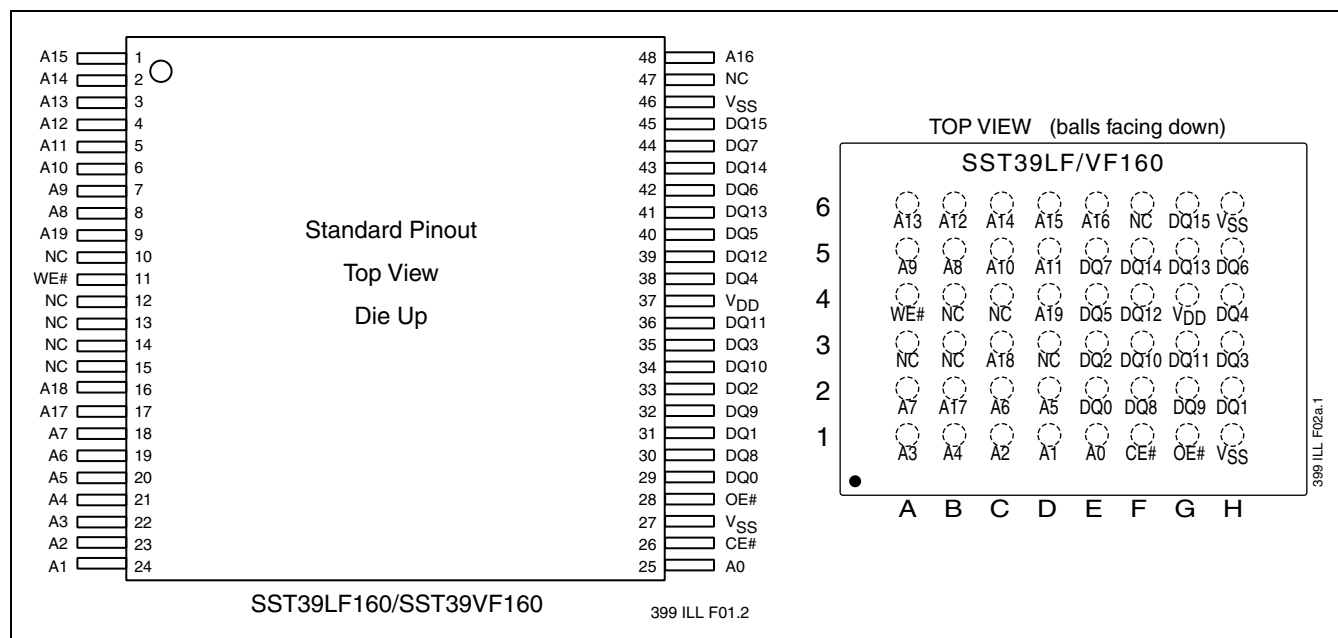 A15 1 48 A16
A14 2 47 NC
A13 3 46 VSS
A12 4 45 DQ15
A11 5 44 DQ7
A10 6 43 DQ14
A9 7 42 DQ6
A8 8 41 DQ13
A19 9 40 DQ5
NC 10 39 DQ12
WE# 11 38 DQ4
NC 12 37 VDD
NC 13 36 DQ11
NC 14 35 DQ3
NC 15 34 DQ10
A18 16 33 DQ2
A17 17 32 DQ9
A7 18 31 DQ1
A6 19 30 DQ8
A5 20 29 DQ0
A4 21 28 OE#
A3 22 27 VSS
A2 23 26 CE#
A1 24 25 A0
Standard Pinout
Top View
Die Up
SST39LF160/SST39VF160
399 ILL F01.2
TOP VIEW (balls facing down)
SST39LF/VF160
6
A13 A12 A14 A15 A16 NC DQ15 VSS
5
A9 A8 A10 A11 DQ7 DQ14 DQ13 DQ6
4
WE# NC NC A19 DQ5 DQ12 VDD DQ4
3
NC NC A18 NC DQ2 DQ10 DQ11 DQ3
2
A7 A17 A6 A5 DQ0 DQ8 DQ9 DQ1
1
A3 A4 A2 A1 A0 CE# OE# VSS
A B C D E F G H
399 ILL F02a.1